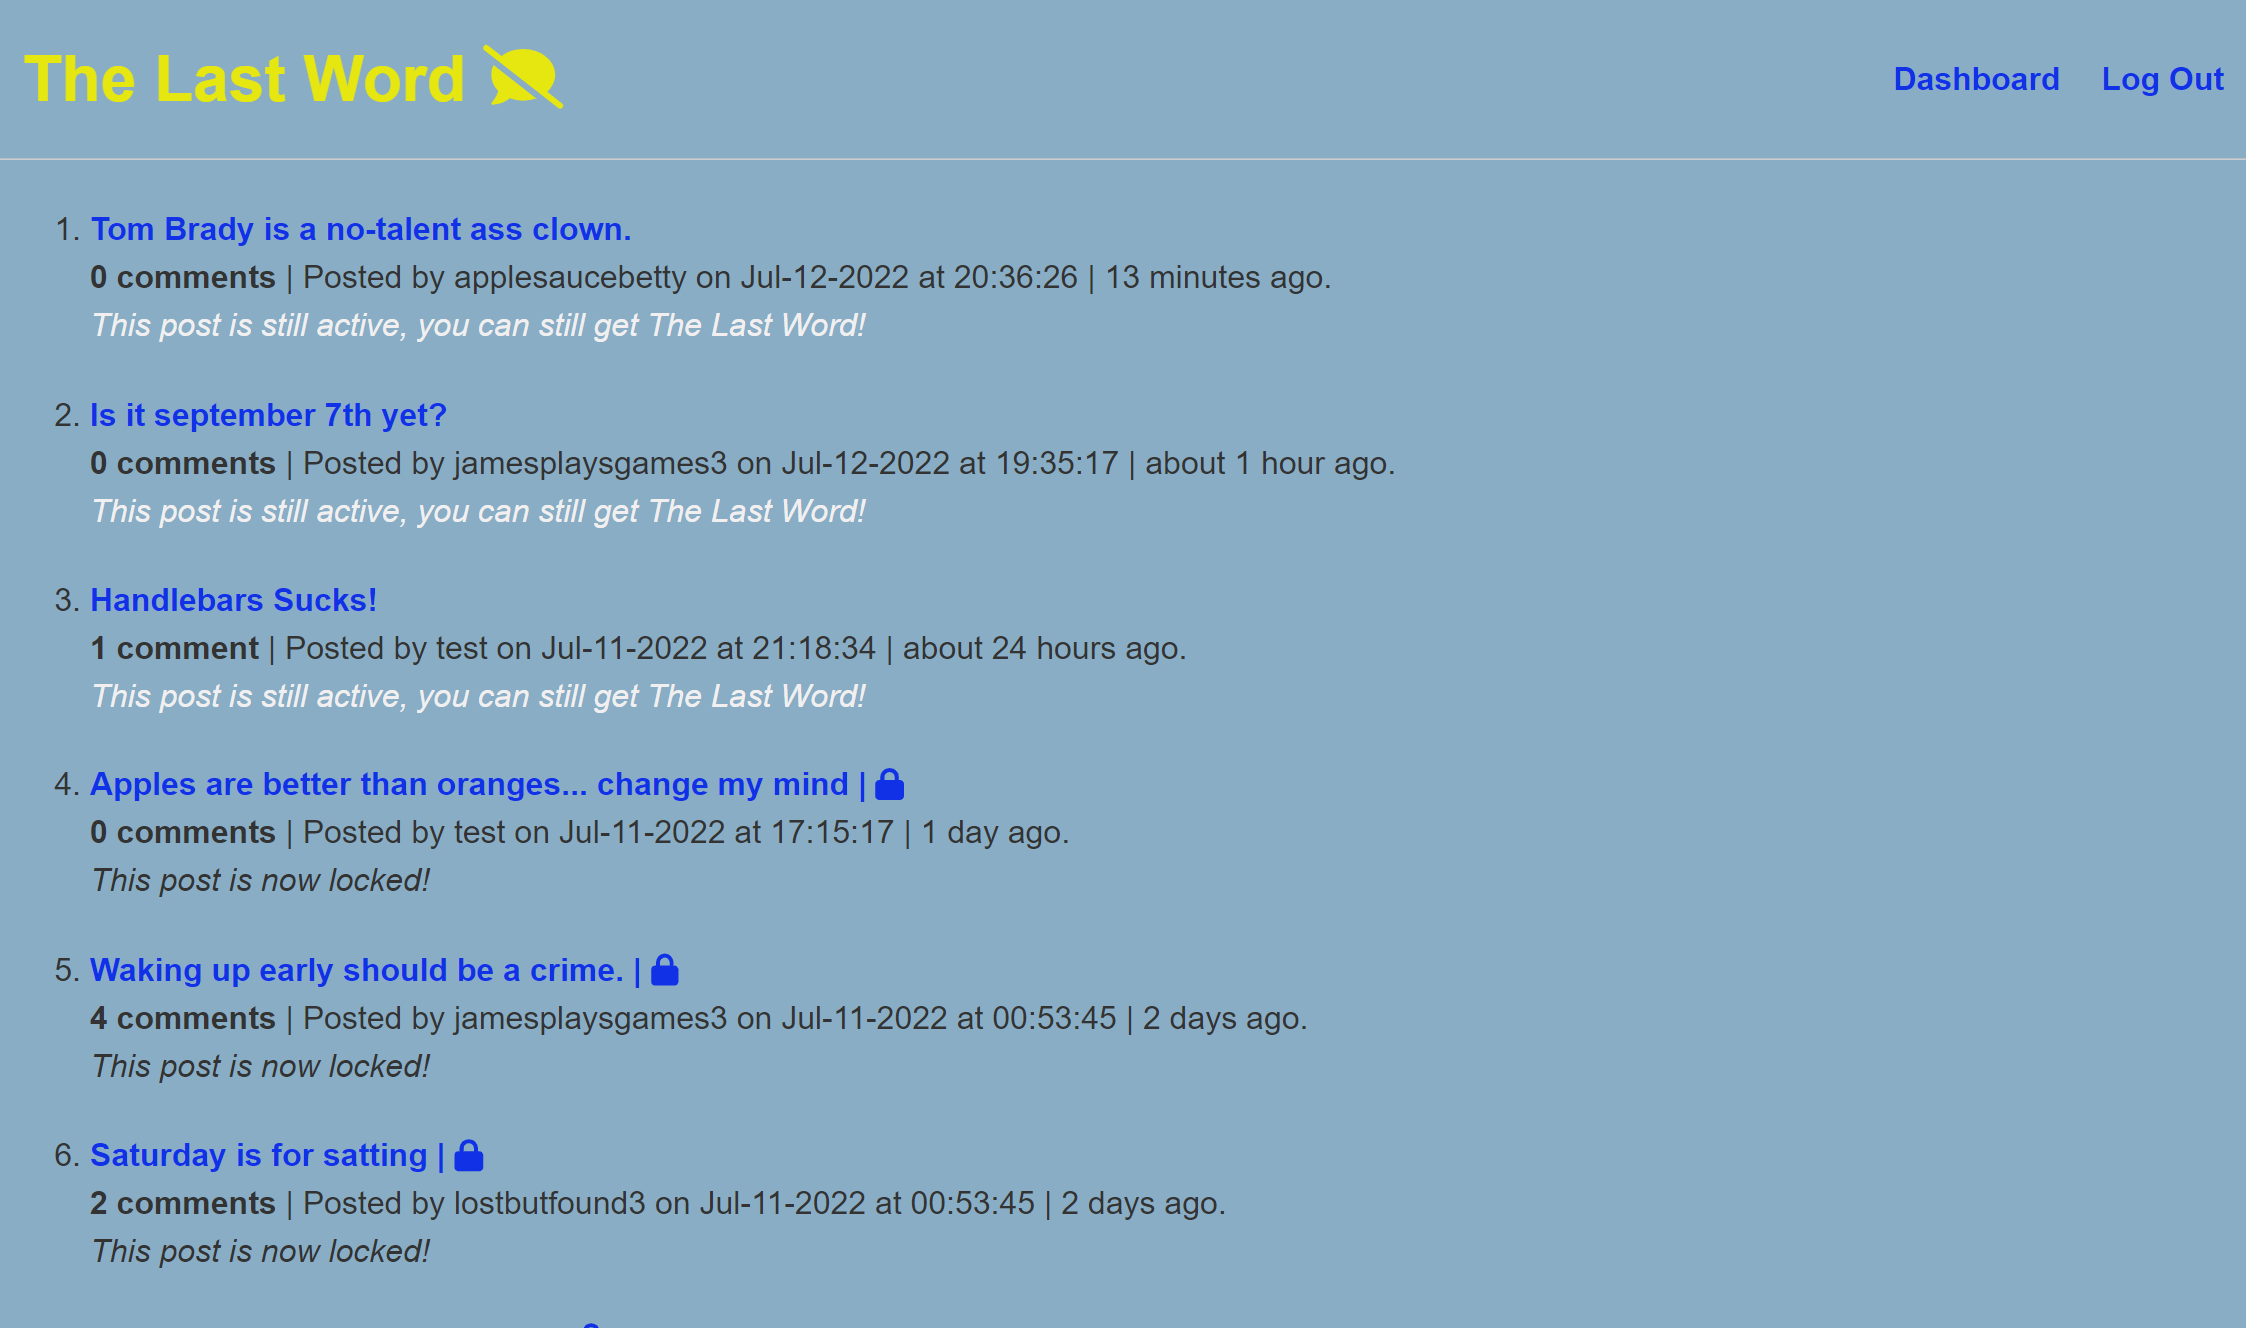 The Last Word
Dashboard Log Out
1. Tom Brady is a no-talent ass clown.
0 comments | Posted by applesaucebetty on Jul-12-2022 at 20:36:26 | 13 minutes ago.
This post is still active, you can still get The Last Word!
2. Is it september 7th yet?
0 comments | Posted by jamesplaysgames3 on Jul-12-2022 at 19:35:17 | about 1 hour ago.
This post is still active, you can still get The Last Word!
3. Handlebars Sucks!
1 comment | Posted by test on Jul-11-2022 at 21:18:34 | about 24 hours ago.
This post is still active, you can still get The Last Word!
4. Apples are better than oranges... change my mind |
0 comments | Posted by test on Jul-11-2022 at 17:15:17 | 1 day ago.
This post is now locked!
5. Waking up early should be a crime. |
4 comments | Posted by jamesplaysgames3 on Jul-11-2022 at 00:53:45 | 2 days ago.
This post is now locked!
6. Saturday is for satting |
2 comments | Posted by lostbutfound3 on Jul-11-2022 at 00:53:45 | 2 days ago.
This post is now locked!